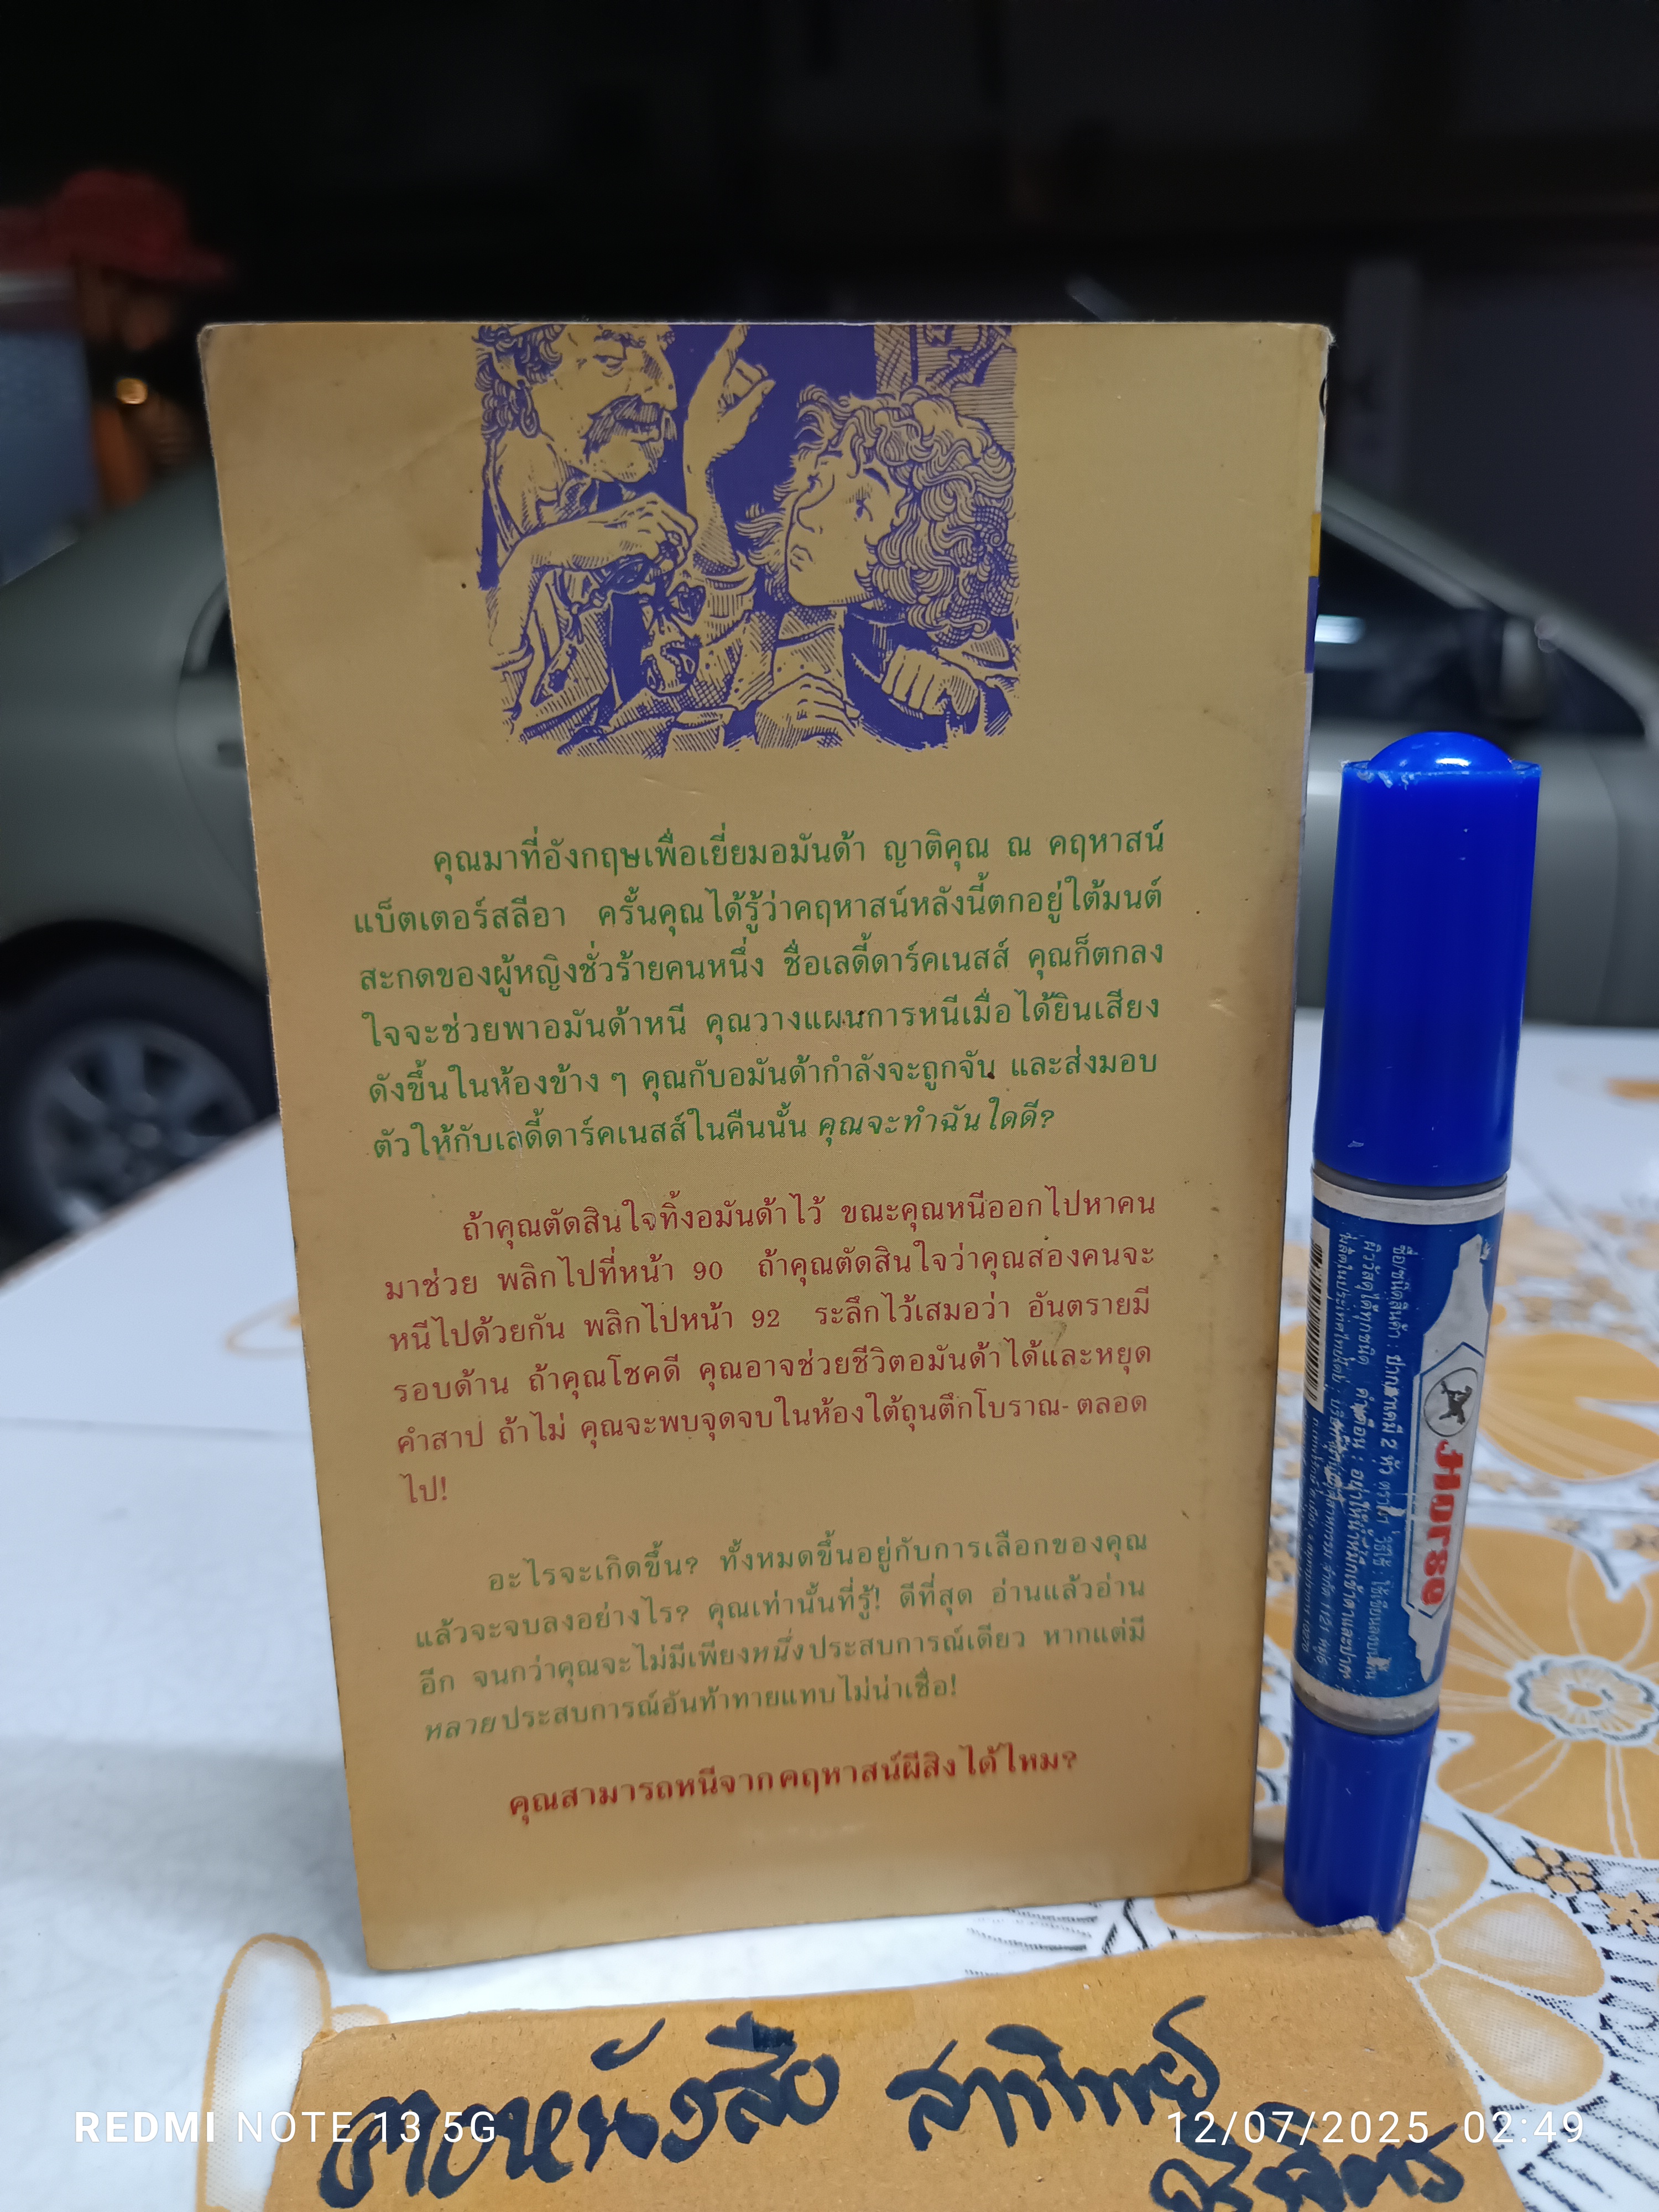 คุณมาที่อังกฤษเพื่อเยี่ยมอมันด้า ญาติคุณ ณ คฤหาสน์
แบ็ตเตอร์สลีอา ครั้นคุณได้รู้ว่าคฤหาสน์หลังนี้ตกอยู่ใต้มนต์
สะกดของผู้หญิงชั่วร้ายคนหนึ่ง ชื่อเลดี้ดาร์คเนสส์ คุณก็ตกลง
ใจจะช่วยพาอมันด้าหนี คุณวางแผนการหนีเมื่อได้ยินเสียง
ดังขึ้นในห้องข้าง ๆ คุณกับอมันด้ากำลังจะถูกจับ และส่งมอบ
ตัวให้กับเลดี้ดาร์คเนสส์ในคืนนั้น คุณจะทำฉันใดดี?
ถ้าคุณตัดสินใจทิ้งอมันด้าไว้ ขณะคุณหนีออกไปหาคน
มาช่วย พลิกไปที่หน้า 90 ถ้าคุณตัดสินใจว่าคุณสองคนจะ
หนีไปด้วยกัน พลิกไปหน้า 92 ระลึกไว้เสมอว่า อันตรายมี
รอบด้าน ถ้าคุณโชคดี คุณอาจช่วยชีวิตอมันด้าได้และหยุด
คำสาป ถ้าไม่ คุณจะพบจุดจบในห้องใต้ถุนตึกโบราณ- ตลอด
ไป!
อะไรจะเกิดขึ้น? ทั้งหมดขึ้นอยู่กับการเลือกของคุณ
แล้วจะจบลงอย่างไร? คุณเท่านั้นที่รู้! ดีที่สุด อ่านแล้วอ่าน
อีก จนกว่าคุณจะไม่มีเพียงหนึ่งประสบการณ์เดียว หากแต่มี
หลายประสบการณ์อันท้าทายแทบไม่น่าเชื่อ!
คุณสามารถหนีจากคฤหาสน์ผีสิงได้ไหม?
Horse
REDMI NOTE 13 5G
12/07/2025 02:49